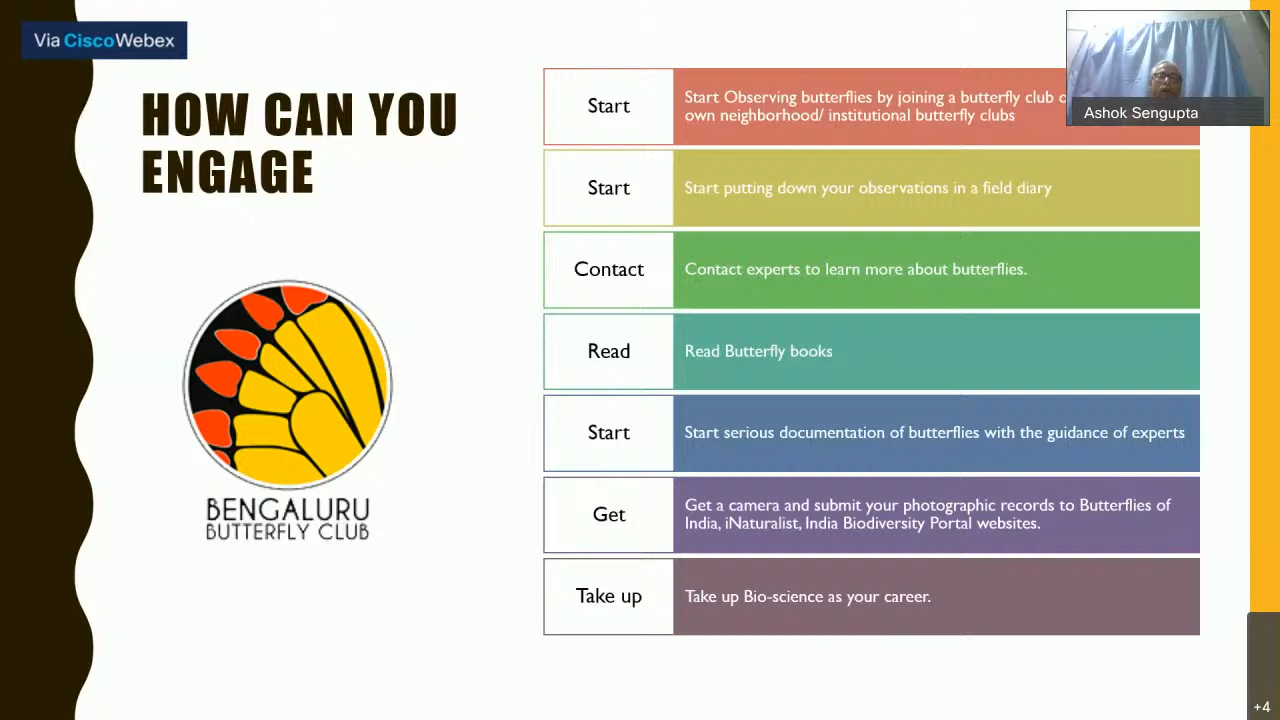 Via CiscoWebex
HOW CAN YOU
ENGAGE
BENGALURU
BUTTERFLY CLUB
Start
Start Observing butterflies by joining a butterfly club
own neighborhood/ institutional butterfly clubs
Start
Start putting down your observations in a field diary
Contact
Contact experts to learn more about butterflies.
Read
Read Butterfly books
Start
Start serious documentation of butterflies with the guidance of experts
Get
Get a camera and submit your photographic records to Butterflies of
India, iNaturalist, India Biodiversity Portal websites.
Take up
Take up Bio-science as your career.
Ashok Sengupta
+4